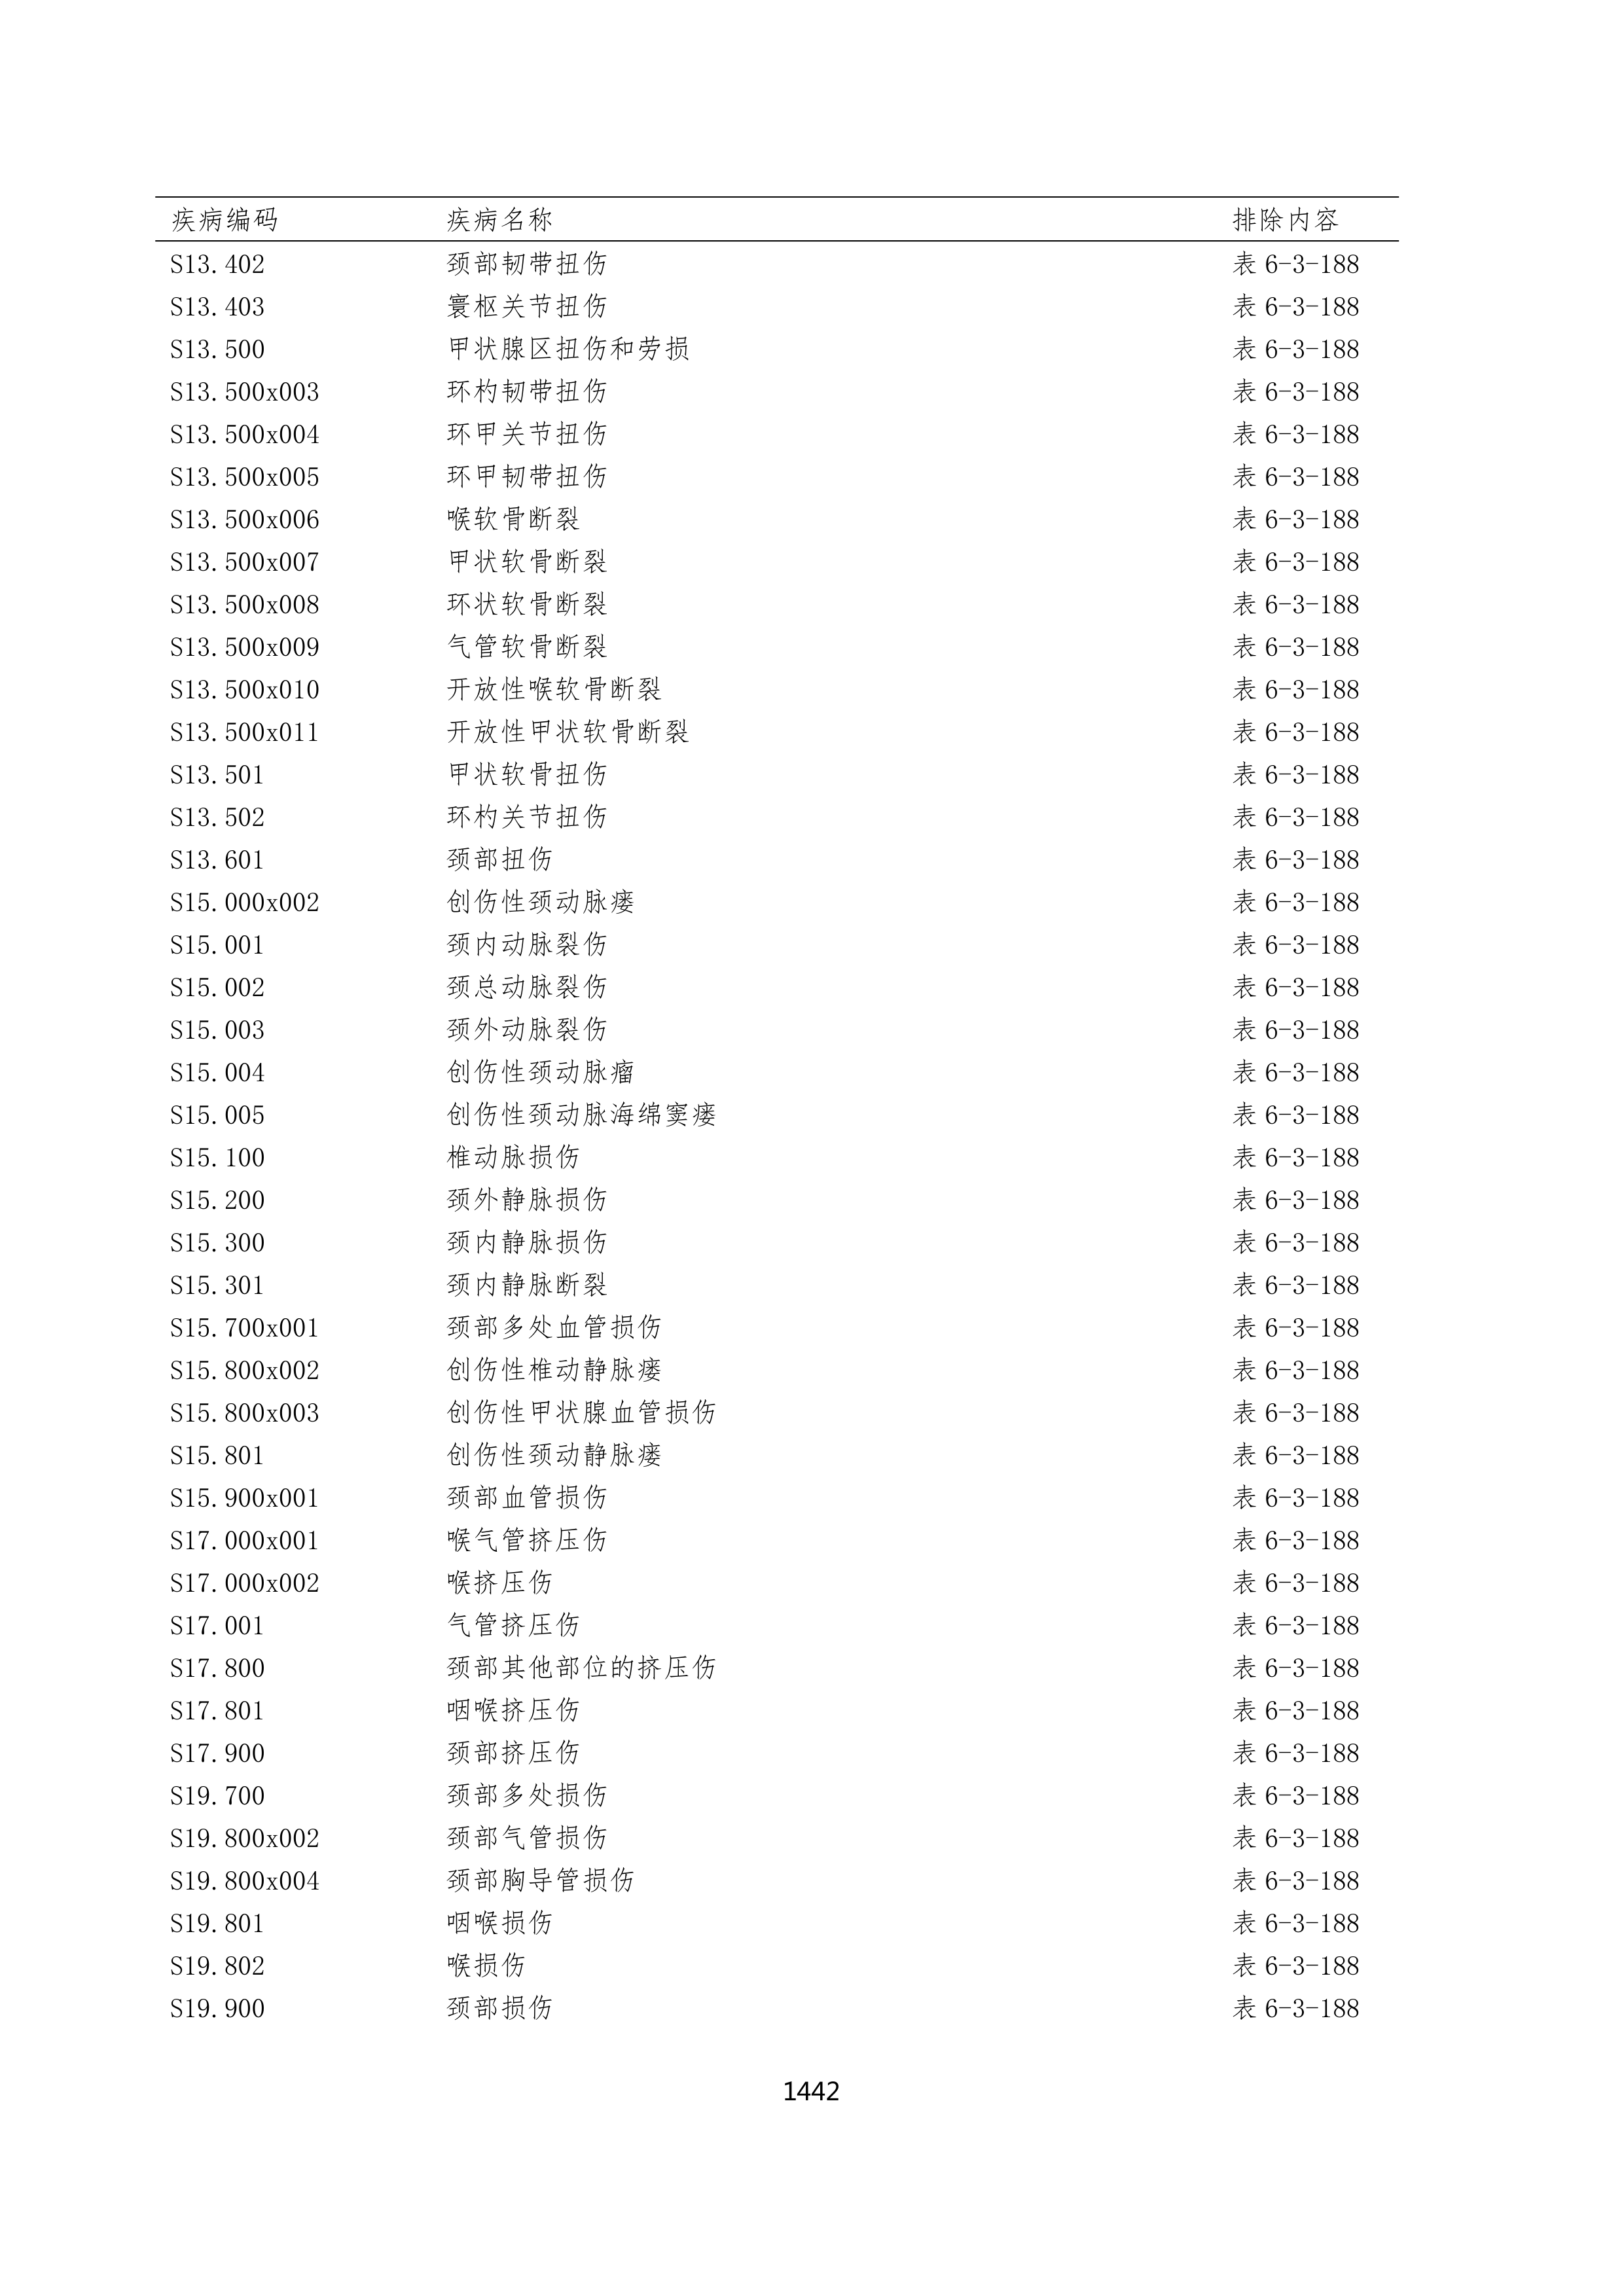 疾病编码 疾病名称 排除内容
S13.402 颈部韧带扭伤 表 6-3-188
S13.403 寰枢关节扭伤 表 6-3-188
S13.500 甲状腺区扭伤和劳损 表 6-3-188
S13.500x003 环杓韧带扭伤 表 6-3-188
S13.500x004 环甲关节扭伤 表 6-3-188
S13.500x005 环甲韧带扭伤 表 6-3-188
S13.500x006 喉软骨断裂 表 6-3-188
S13.500x007 甲状软骨断裂 表 6-3-188
S13.500x008 环状软骨断裂 表 6-3-188
S13.500x009 气管软骨断裂 表 6-3-188
S13.500x010 开放性喉软骨断裂 表 6-3-188
S13.500x011 开放性甲状软骨断裂 表 6-3-188
S13.501 甲状软骨扭伤 表 6-3-188
S13.502 环杓关节扭伤 表 6-3-188
S13.601 颈部扭伤 表 6-3-188
S15.000x002 创伤性颈动脉瘘 表 6-3-188
S15.001 颈内动脉裂伤 表 6-3-188
S15.002 颈总动脉裂伤 表 6-3-188
S15.003 颈外动脉裂伤 表 6-3-188
S15.004 创伤性颈动脉瘤 表 6-3-188
S15.005 创伤性颈动脉海绵窦瘘 表 6-3-188
S15.100 椎动脉损伤 表 6-3-188
S15.200 颈外静脉损伤 表 6-3-188
S15.300 颈内静脉损伤 表 6-3-188
S15.301 颈内静脉断裂 表 6-3-188
S15.700x001 颈部多处血管损伤 表 6-3-188
S15.800x002 创伤性椎动静脉瘘 表 6-3-188
S15.800x003 创伤性甲状腺血管损伤 表 6-3-188
S15.801 创伤性颈动静脉瘘 表 6-3-188
S15.900x001 颈部血管损伤 表 6-3-188
S17.000x001 喉气管挤压伤 表 6-3-188
S17.000x002 喉挤压伤 表 6-3-188
S17.001 气管挤压伤 表 6-3-188
S17.800 颈部其他部位的挤压伤 表 6-3-188
S17.801 咽喉挤压伤 表 6-3-188
S17.900 颈部挤压伤 表 6-3-188
S19.700 颈部多处损伤 表 6-3-188
S19.800x002 颈部气管损伤 表 6-3-188
S19.800x004 颈部胸导管损伤 表 6-3-188
S19.801 咽喉损伤 表 6-3-188
S19.802 喉损伤 表 6-3-188
S19.900 颈部损伤 表 6-3-188
1442